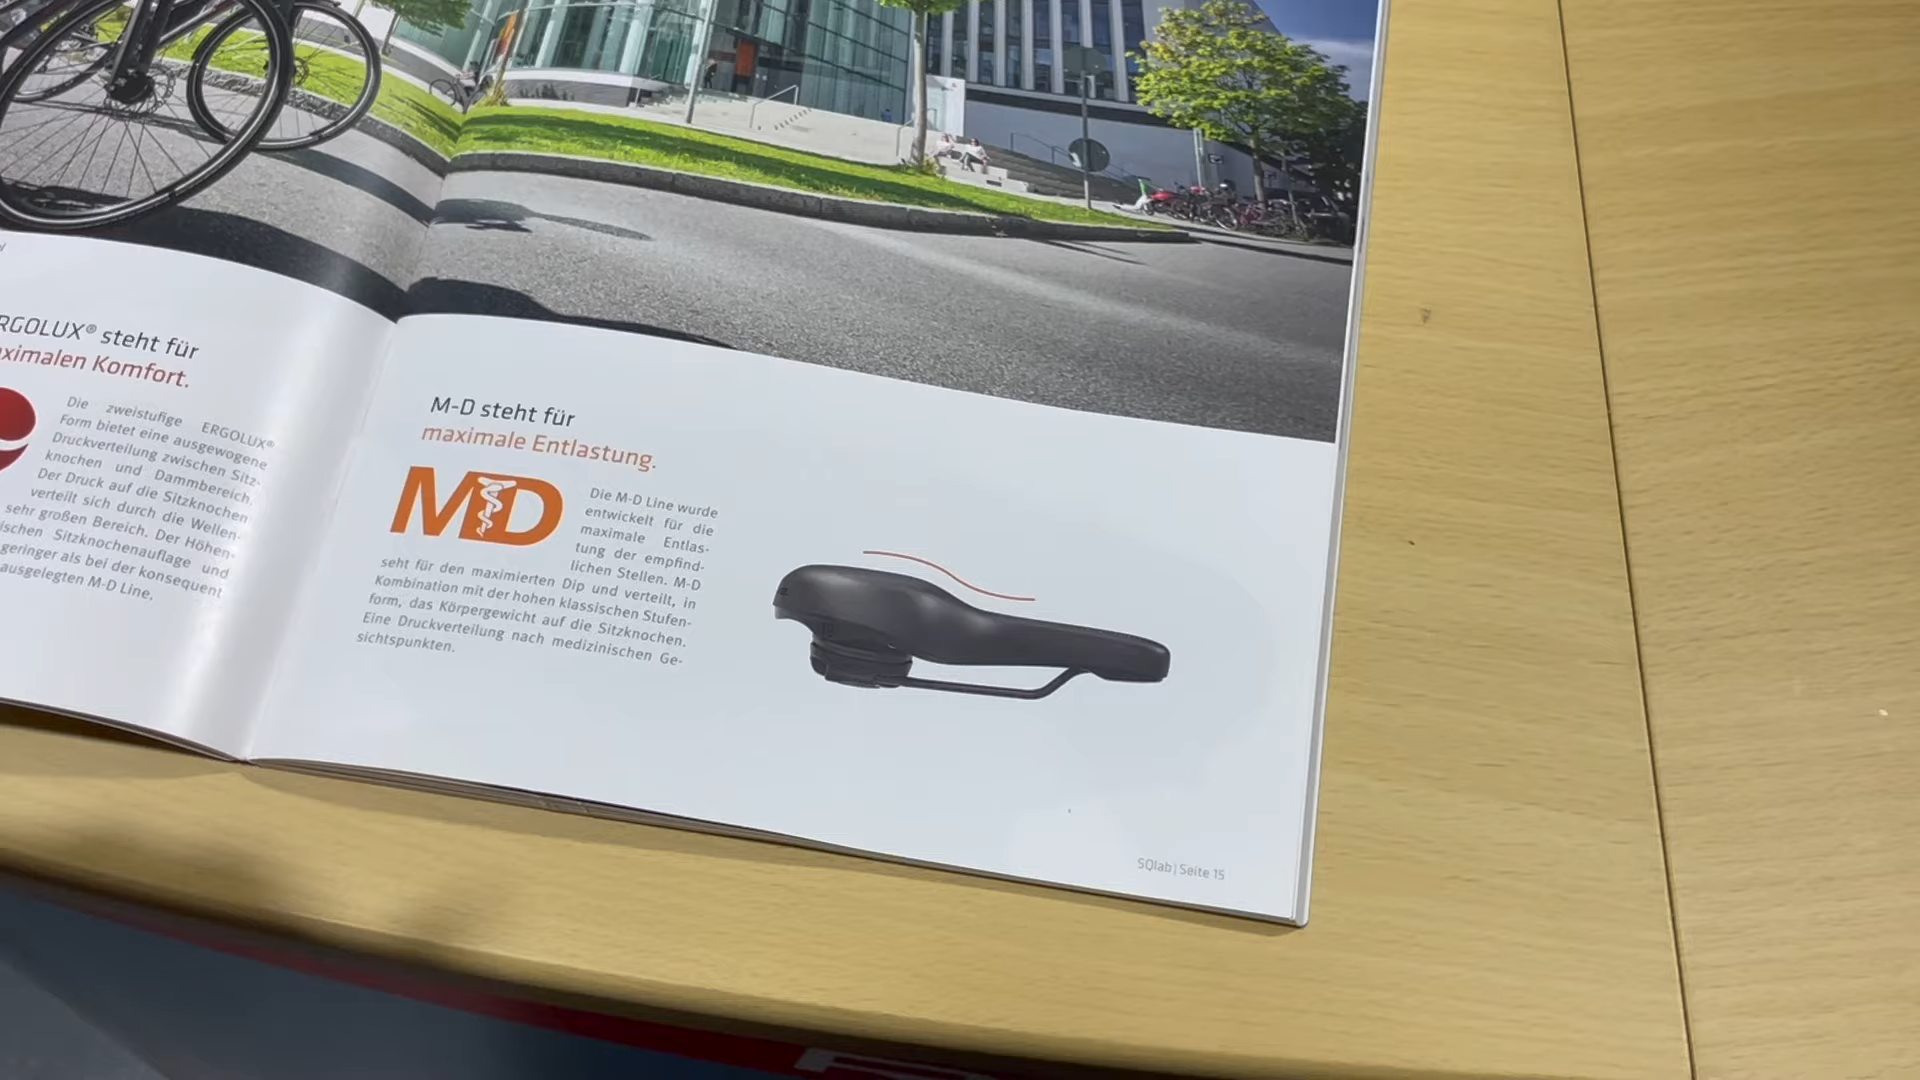 steht für
ximalen Komfort.
Die zweistufige ERGOLUX®
Form bietet eine ausgewogene
Druckverteilung zwischen Sitz-
knochen und Dammbereich.
Der Druck auf die Sitzknochen
verteilt sich durch die Wellen-
sehr großen Bereich. Der Höhen-
schen Sitzknochenauflage und
geringer als bei der konsequent
ausgelegten M-D Line.
M-D steht für
maximale Entlastung.
MD
Die M-D Line wurde
entwickelt für die
maximale Entlas-
tung der empfind-
lichen Stellen. M-D
seht für den maximierten Dip und verteilt, in
Kombination mit der hohen klassischen Stufen-
form, das Körpergewicht auf die Sitzknochen.
Eine Druckverteilung nach medizinischen Ge-
sichtspunkten.
SQlab | Seite 15